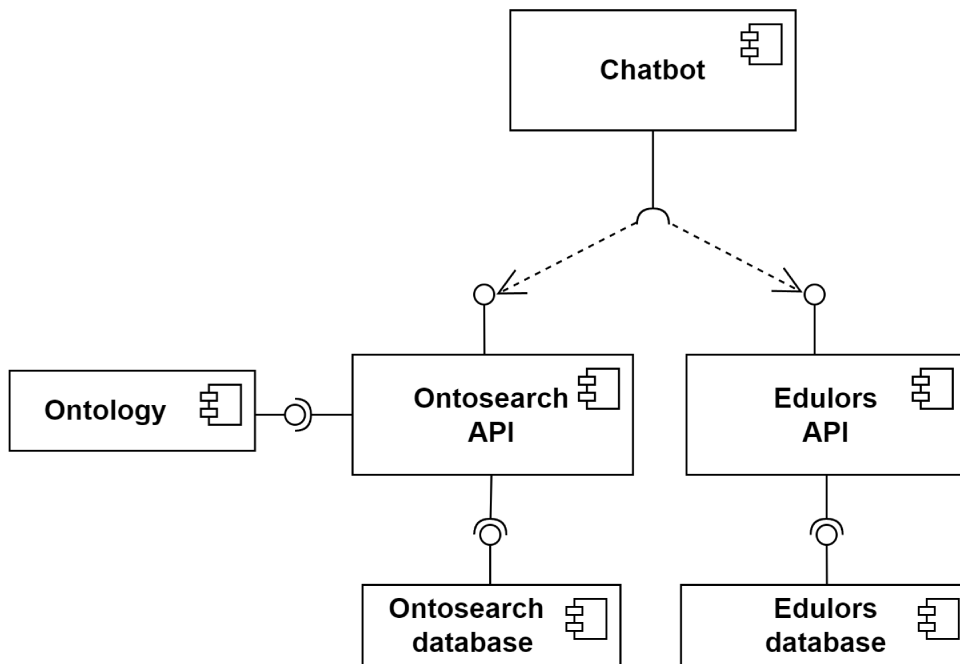 Chatbot
Ontology
Ontosearch
API
Edulors
API
Ontosearch
database
Edulors
database